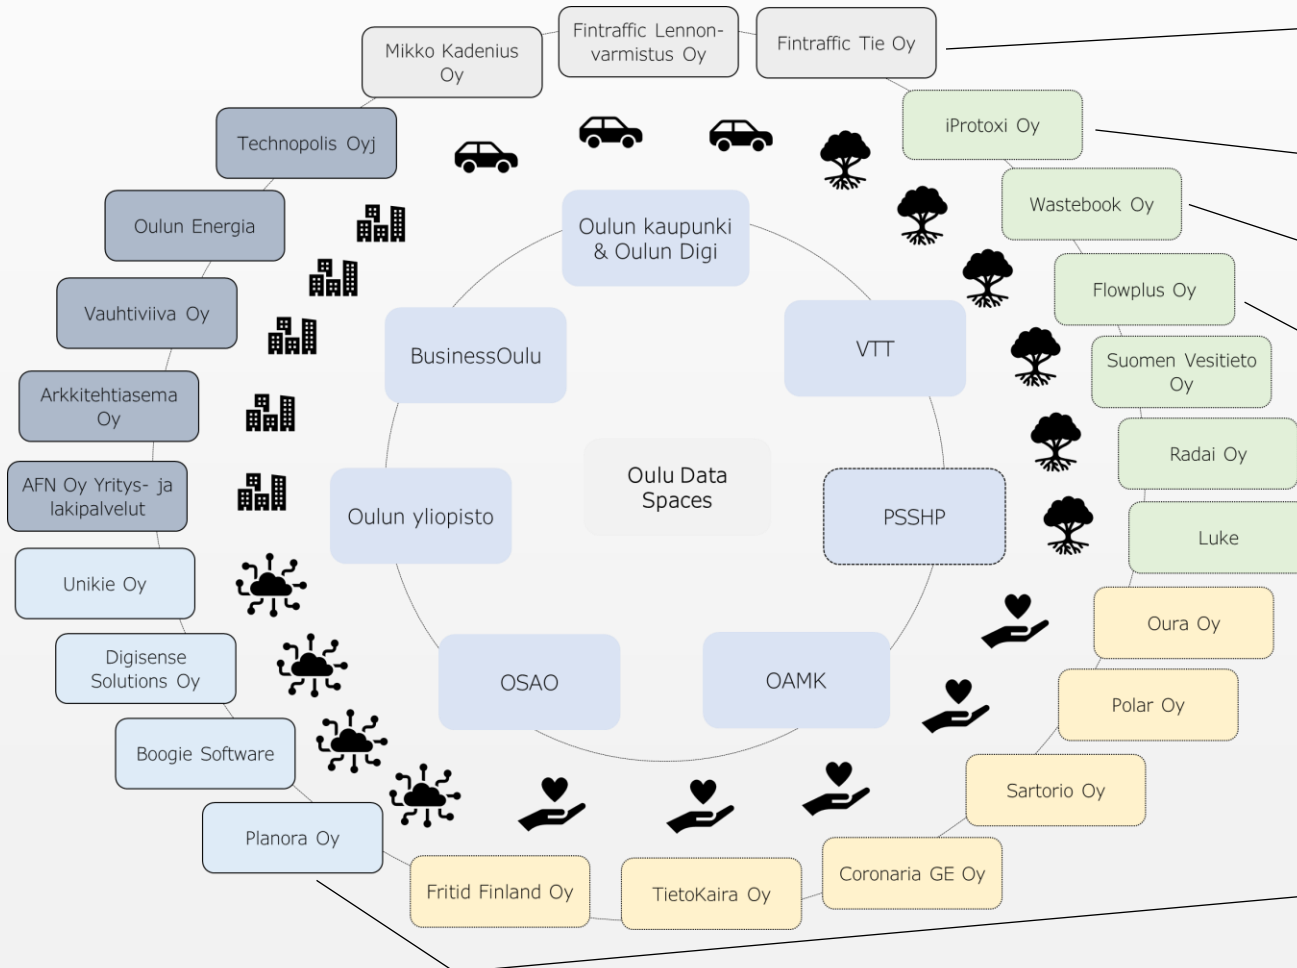 Fintraffic Lennon-
varmistus Oy
Mikko Kadenius
Oy
Fintraffic Tie Oy
Technopolis Oyj
iProtoxi Oy
Oulun Energia
Wastebook Oy
Vauhtiviiva Oy
Flowplus Oy
Arkkitehtiasema
Oy
Suomen Vesitieto
Oy
AFN Oy Yritys- ja
lakipalvelut
Radai Oy
Unikie Oy
Luke
Digisense
Solutions Oy
Oura Oy
Boogie Software
Polar Oy
Planora Oy
Sartorio Oy
Fritid Finland Oy
TietoKaira Oy
Coronaria GE Oy
Oulun kaupunki
& Oulun Digi
BusinessOulu
VTT
Oulun yliopisto
Oulu Data
Spaces
PSSHP
OSAO
OAMK